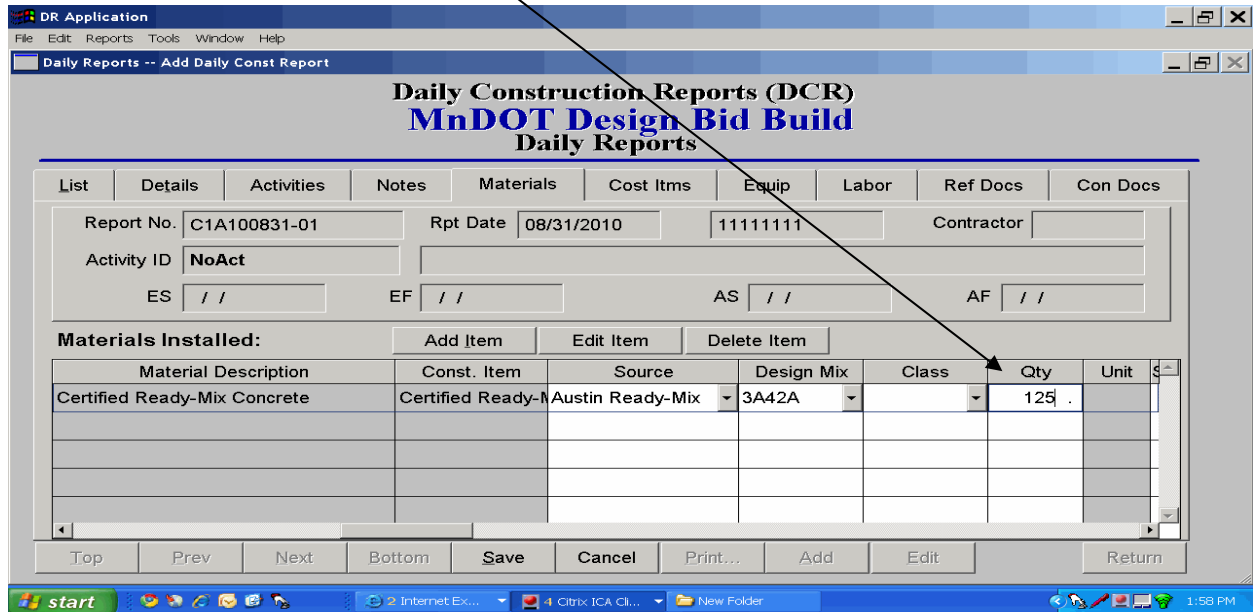 DR Application
File Edit Reports Tools Window Help
Daily Reports -- Add Daily Const Report
Daily Construction Reports (DCR)
MnDOT Design Bid Build
Daily Reports
List Details Activities Notes Materials Cost Itms Equip Labor Ref Docs Con Docs
Report No. C1A100831-01 Rpt Date 08/31/2010 11111111 Contractor
Activity ID NoAct
ES / / EF / / AS / / AF / /
Materials Installed: Add Item Edit Item Delete Item
Material Description Const. Item Source Design Mix Class Qty Unit
Certified Ready-Mix Concrete Certified Ready-M Austin Ready-Mix 3A42A 125 .
Top Prev Next Bottom Save Cancel Print... Add Edit Return
start 2 Internet Ex... 4 Citrix ICA Cli... New Folder 1:58 PM